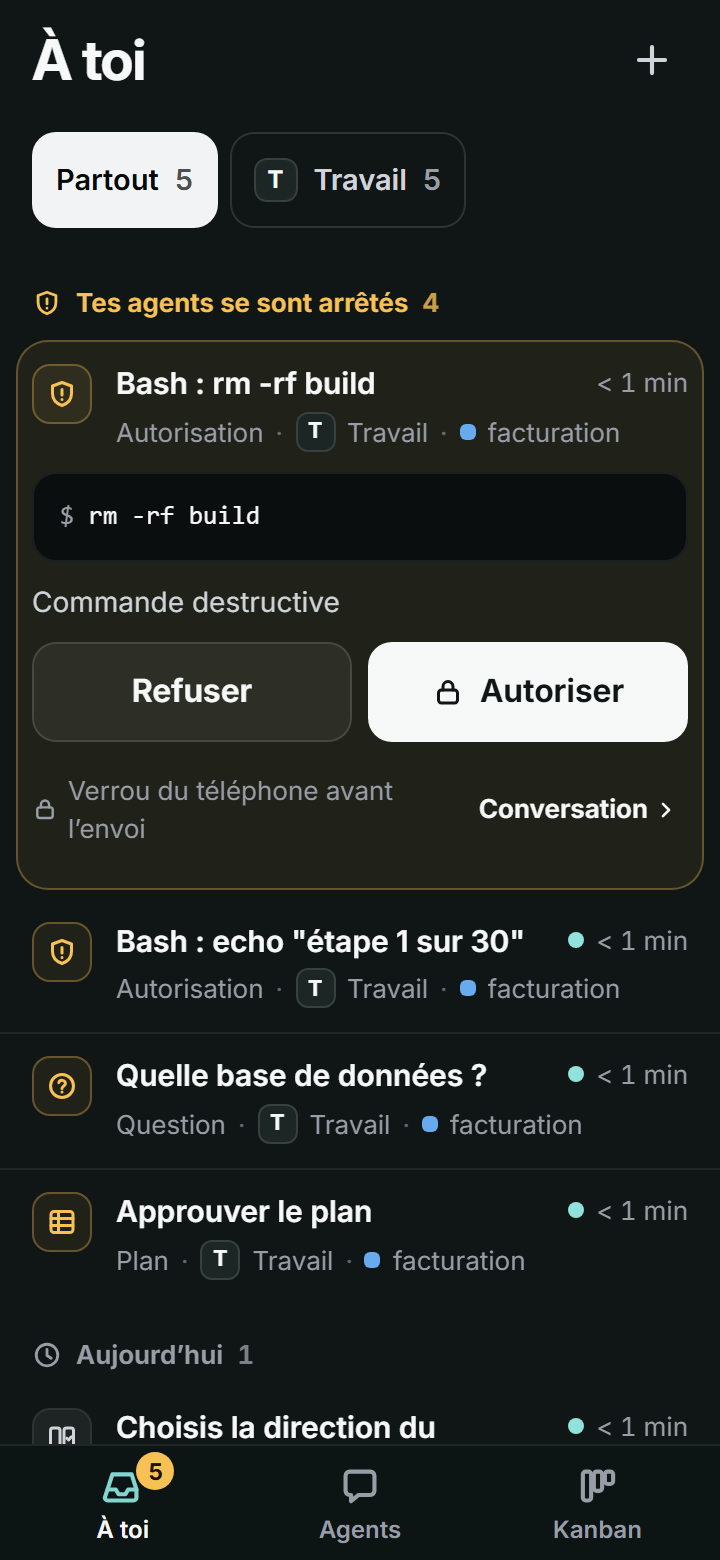 À toi
Partout 5
T Travail 5
Tes agents se sont arrêtés 4
Bash : rm -rf build < 1 min
Autorisation · T Travail · facturation
$ rm -rf build
Commande destructive
Refuser
Autoriser
Verrou du téléphone avant
l’envoi
Conversation
Bash : echo "étape 1 sur 30" < 1 min
Autorisation · T Travail · facturation
Quelle base de données ? < 1 min
Question · T Travail · facturation
Approuver le plan < 1 min
Plan · T Travail · facturation
Aujourd’hui 1
Choisis la direction du < 1 min
5
À toi
Agents
Kanban